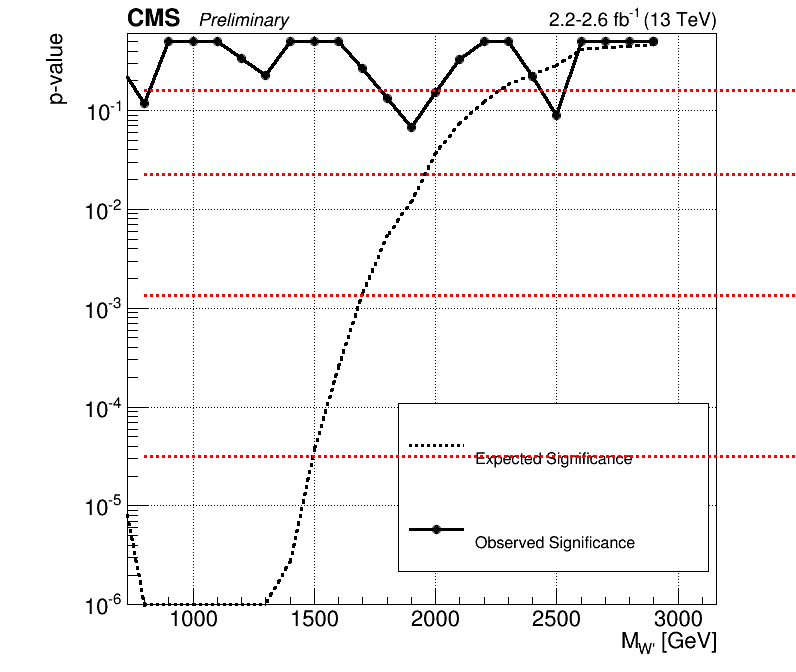 CMS Preliminary 2.2-2.6 fb⁻¹ (13 TeV)
p-value
10⁻¹
10⁻²
10⁻³
10⁻⁴
10⁻⁵
10⁻⁶
Expected Significance
Observed Significance
1000 1500 2000 2500 3000
M_W' [GeV]